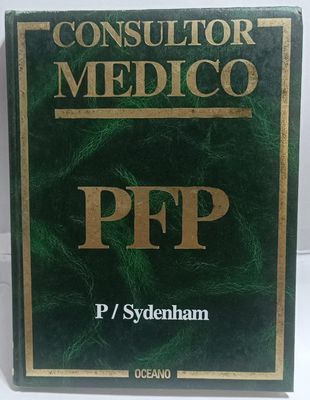 CONSULTOR
MEDICO
PFP
P / Sydenham
OCEANO